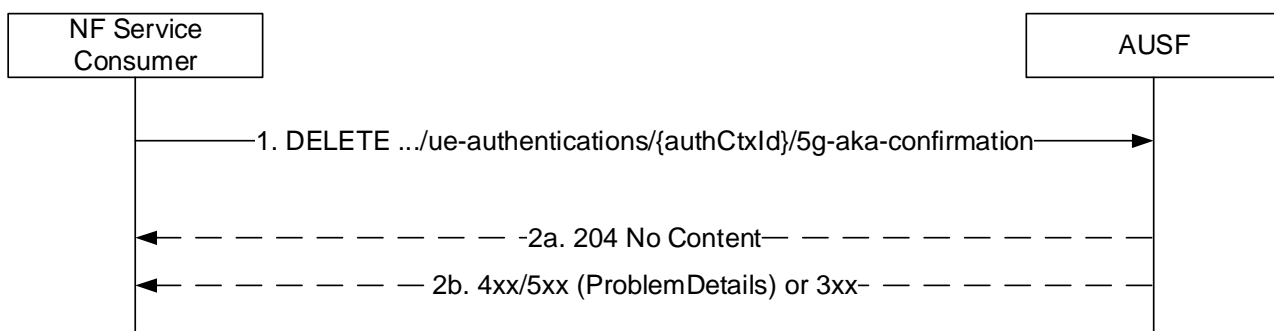 NF Service
Consumer
AUSF
1. DELETE .../ue-authentications/{authCtxId}/5g-aka-confirmation
2a. 204 No Content
2b. 4xx/5xx (ProblemDetails) or 3xx